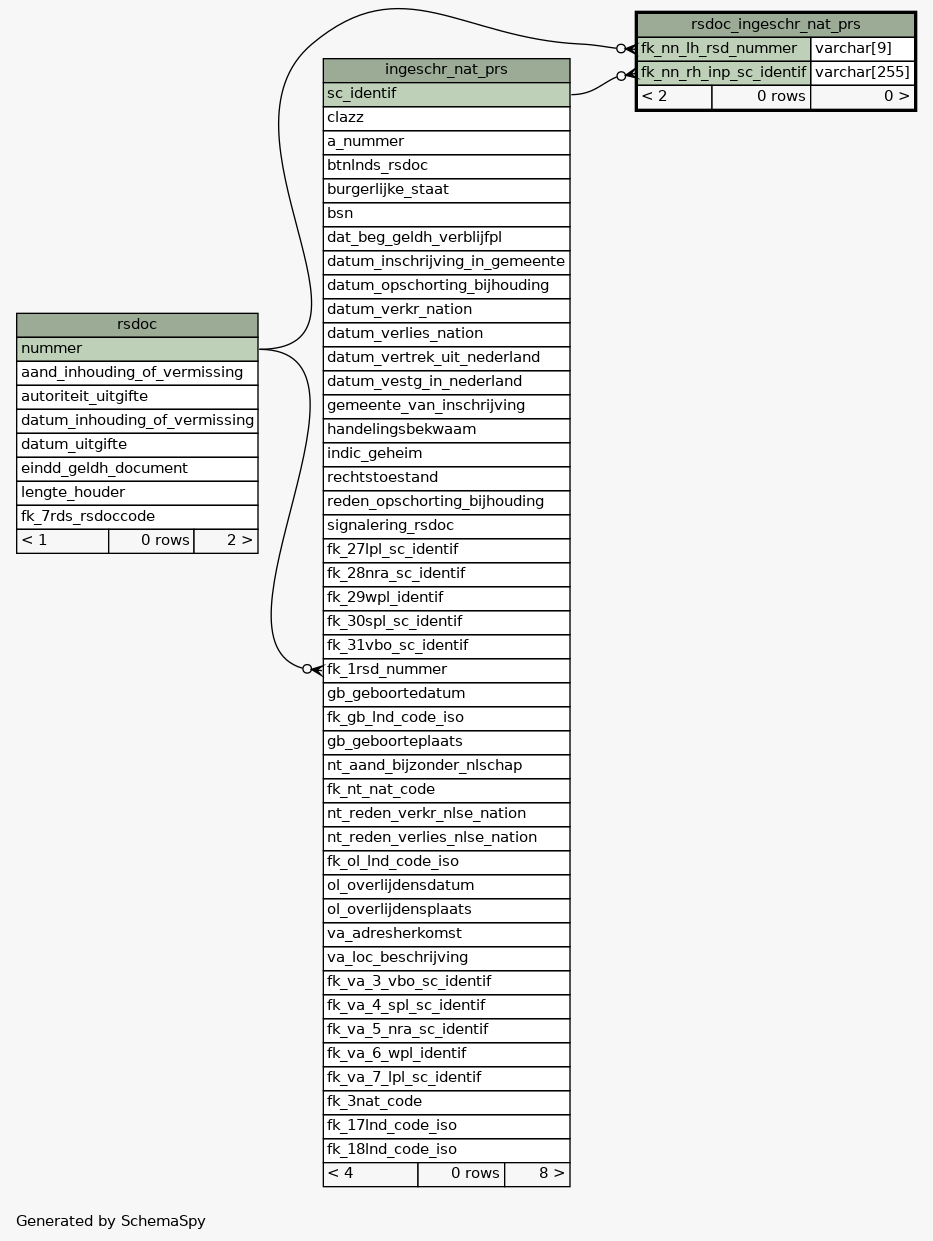 rsdoc_ingeschr_nat_prs
fk_nn_lh_rsd_nummer varchar[9]
fk_nn_rh_inp_sc_identif varchar[255]
< 2 0 rows 0 >
ingeschr_nat_prs
sc_identif
clazz
a_nummer
btnlnds_rsdoc
burgerlijke_staat
bsn
dat_beg_geldh_verblijfpl
datum_inschrijving_in_gemeente
datum_opschorting_bijhouding
datum_verkr_nation
datum_verlies_nation
datum_vertrek_uit_nederland
datum_vestg_in_nederland
gemeente_van_inschrijving
handelingsbekwaam
indic_geheim
rechtstoestand
reden_opschorting_bijhouding
signalering_rsdoc
fk_27lpl_sc_identif
fk_28nra_sc_identif
fk_29wpl_identif
fk_30spl_sc_identif
fk_31vbo_sc_identif
fk_1rsd_nummer
gb_geboortedatum
fk_gb_lnd_code_iso
gb_geboorteplaats
nt_aand_bijzonder_nlschap
fk_nt_nat_code
nt_reden_verkr_nlse_nation
nt_reden_verlies_nlse_nation
fk_ol_lnd_code_iso
ol_overlijdensdatum
ol_overlijdensplaats
va_adresherkomst
va_loc_beschrijving
fk_va_3_vbo_sc_identif
fk_va_4_spl_sc_identif
fk_va_5_nra_sc_identif
fk_va_6_wpl_identif
fk_va_7_lpl_sc_identif
fk_3nat_code
fk_17lnd_code_iso
fk_18lnd_code_iso
< 4 0 rows 8 >
rsdoc
nummer
aand_inhouding_of_vermissing
autoriteit_uitgifte
datum_inhouding_of_vermissing
datum_uitgifte
eindd_geldh_document
lengte_houder
fk_7rds_rsdoccode
< 1 0 rows 2 >
Generated by SchemaSpy